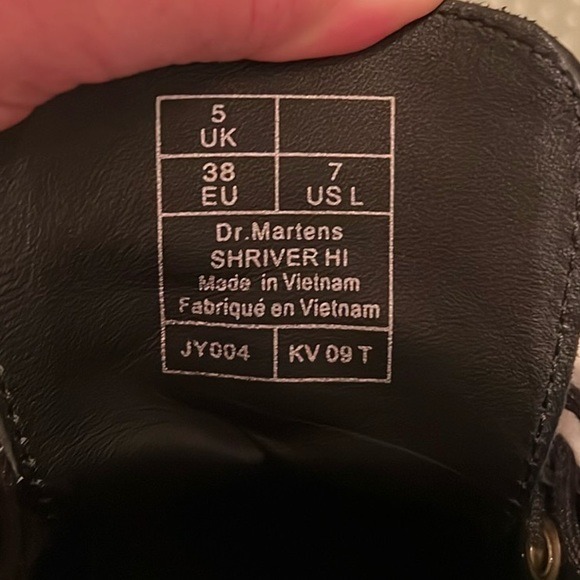 5
UK
38
EU
7
US L
Dr.Martens
SHRIVER HI
Made in Vietnam
Fabriqué en Vietnam
JY004
KV 09 T